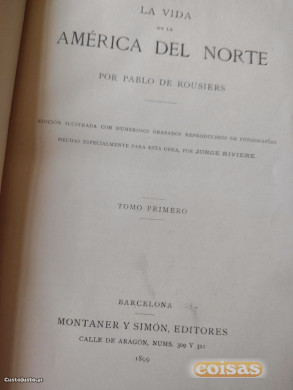 LA VIDA
EN LA
AMÉRICA DEL NORTE
POR PABLO DE ROUSIERS
EDICIÓN ILUSTRADA CON NUMEROSOS GRABADOS REPRODUCIDOS DE FOTOGRAFÍAS
HECHAS ESPECIALMENTE PARA ESTA OBRA, POR JORGE RIVIERE
TOMO PRIMERO
BARCELONA
MONTANER Y SIMÓN, EDITORES
CALLE DE ARAGÓN, NUMS. 309 Y 311
1899
coisas